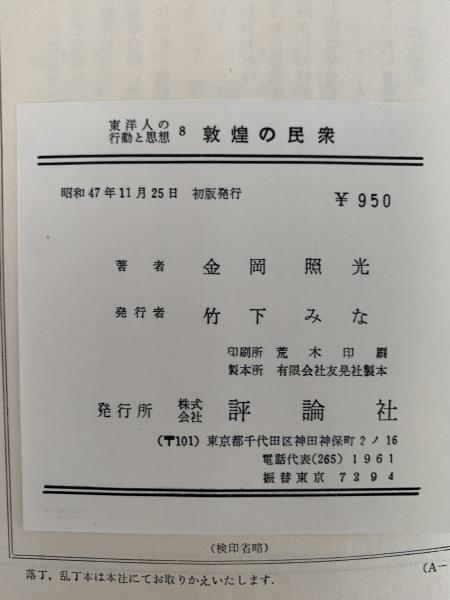 東洋人の
行動と思想 8 敦煌の民衆
昭和47年11月25日 初版発行
¥ 950
著者 金岡照光
発行者 竹下みな
印刷所 荒木印刷
製本所 有限会社友晃社製本
発行所 株式会社 評論社
(〒101) 東京都千代田区神田神保町2ノ16
電話代表(265) 1961
振替東京 7294
(検印省略)
落丁,乱丁本は本社にてお取りかえいたします.
(A—